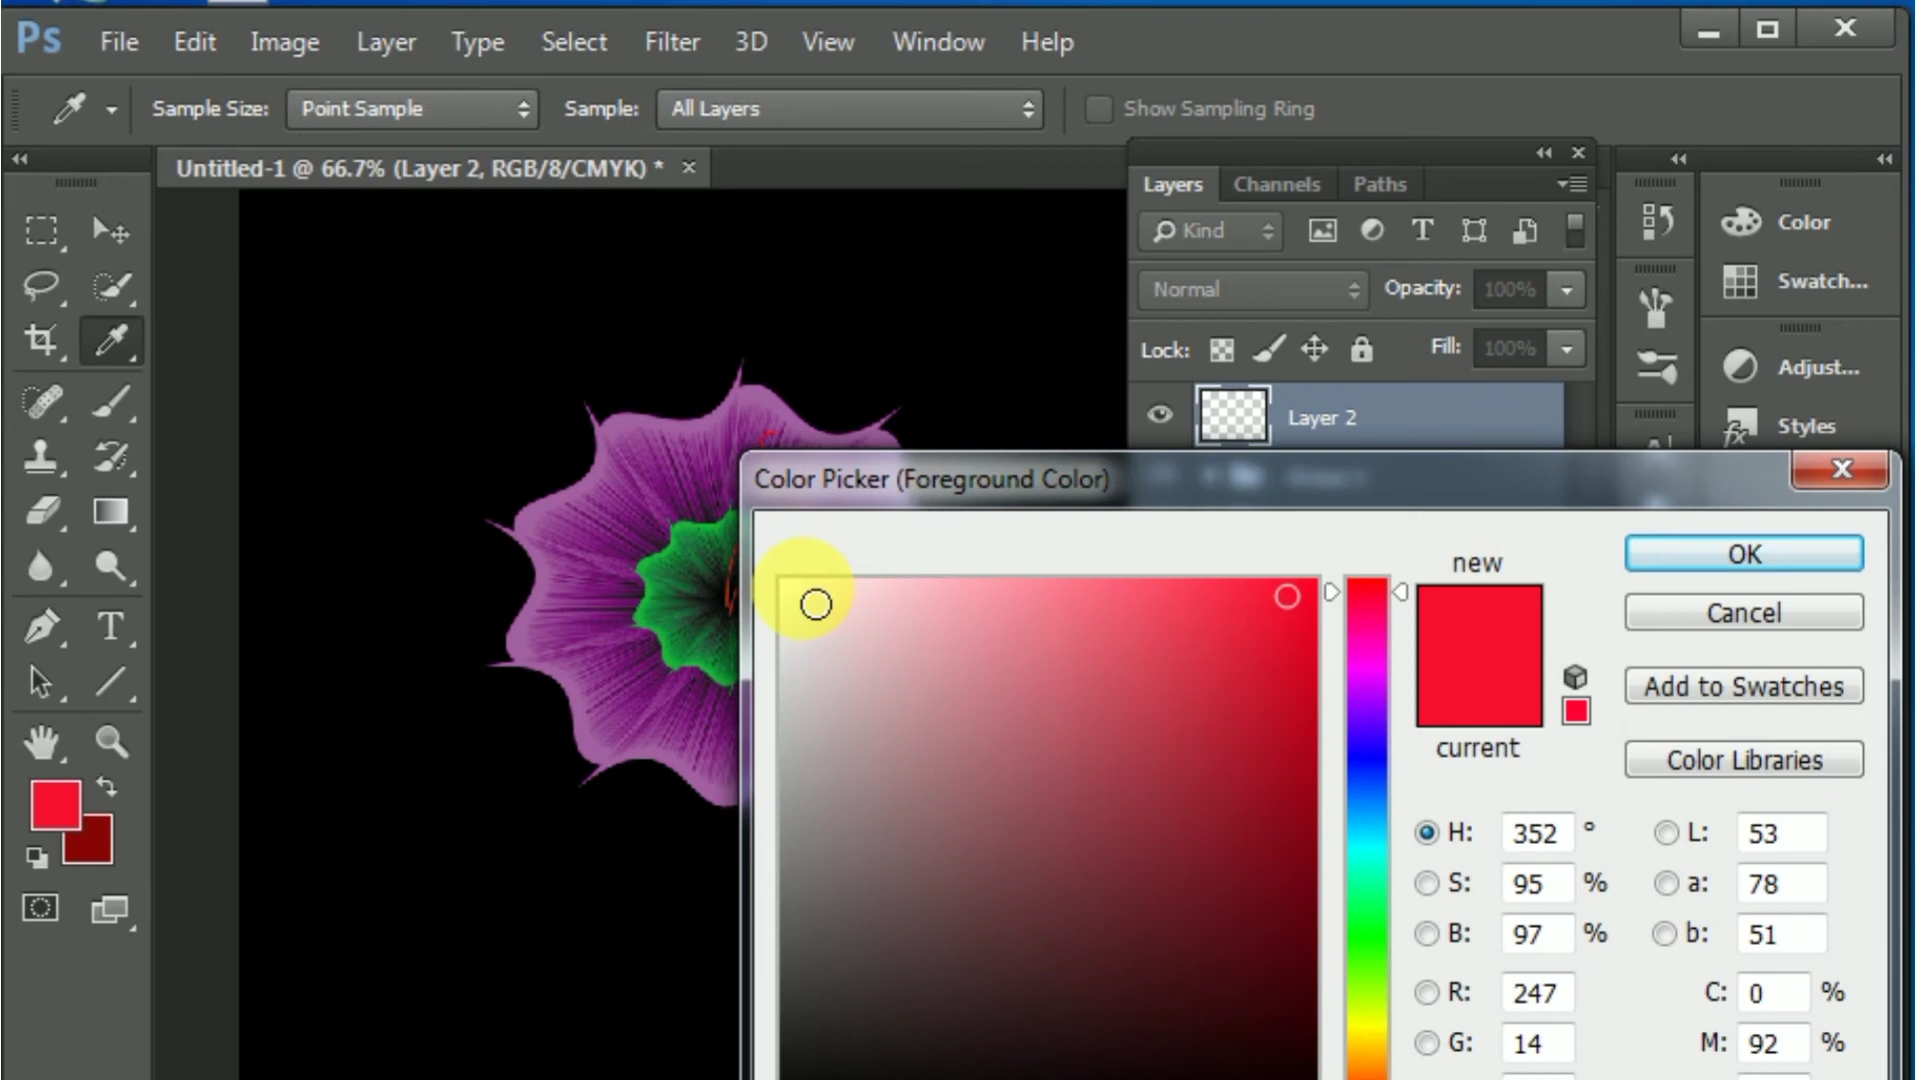 Ps File Edit Image Layer Type Select Filter 3D View Window Help
Sample Size: Point Sample Sample: All Layers Show Sampling Ring
Untitled-1 @ 66.7% (Layer 2, RGB/8/CMYK) *
Layers Channels Paths
Kind
Normal Opacity: 100%
Lock: Fill: 100%
Layer 2
Color
Swatch...
Adjust...
Styles
Color Picker (Foreground Color)
new
current
OK
Cancel
Add to Swatches
Color Libraries
H: 352 ° L: 53
S: 95 % a: 78
B: 97 % b: 51
R: 247 C: 0 %
G: 14 M: 92 %
T
fx